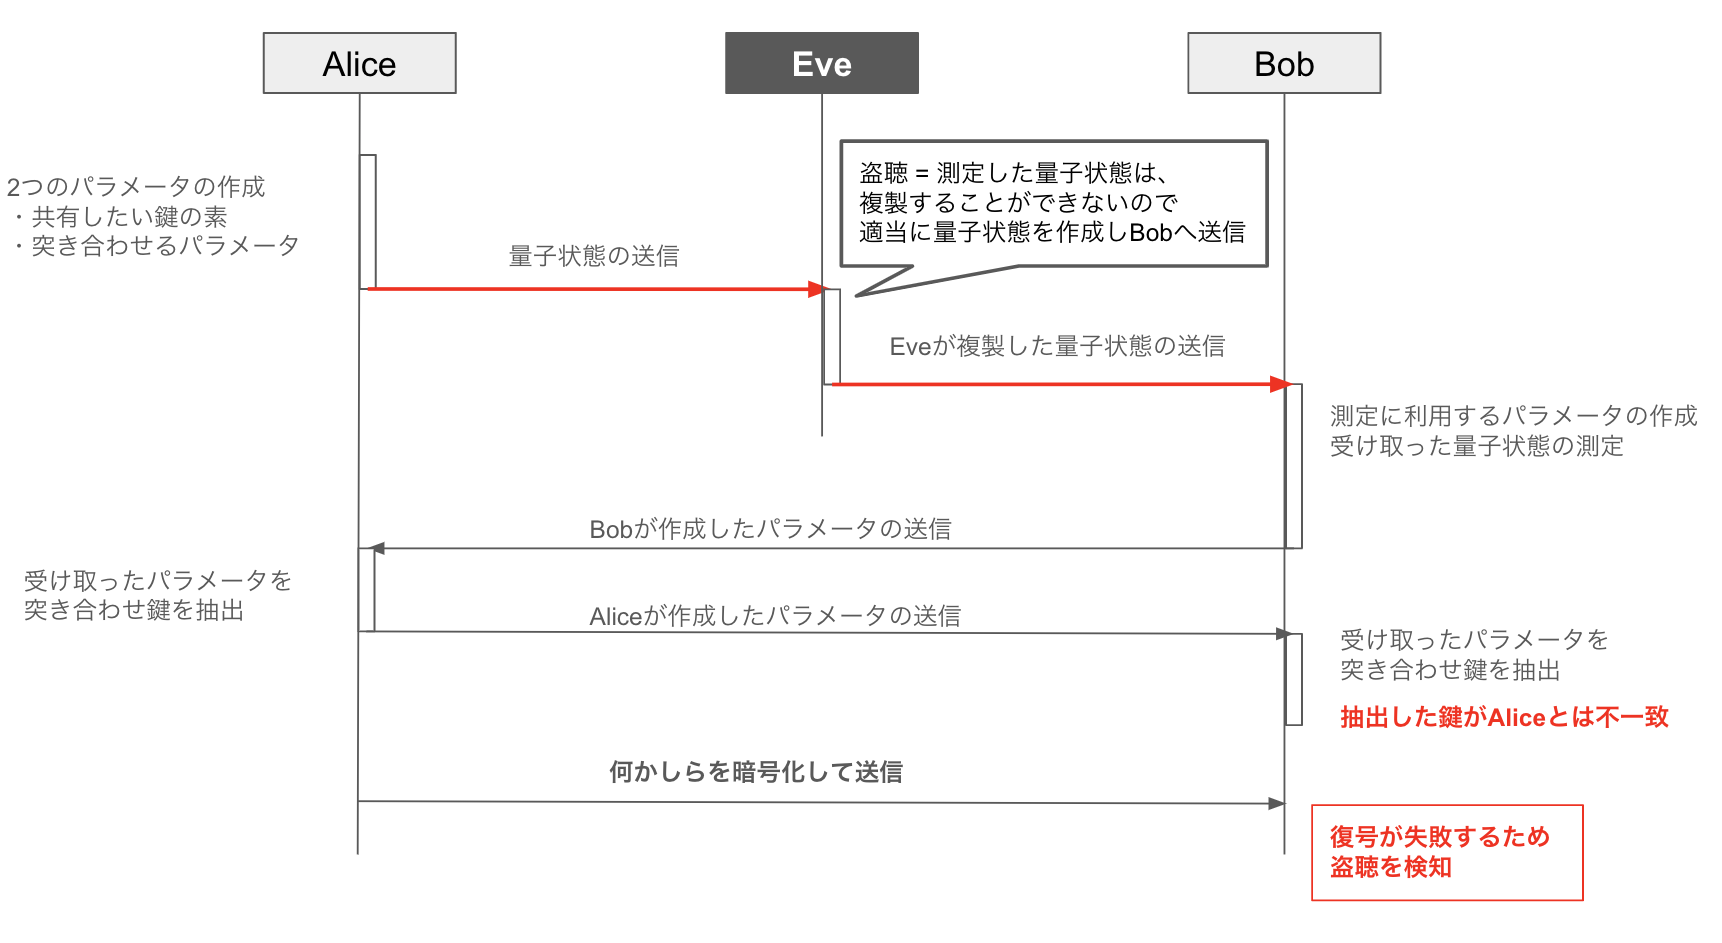 Alice
Eve
Bob
盗聴 = 測定した量子状態は、
複製することができないので
適当に量子状態を作成しBobへ送信
2つのパラメータの作成
・共有したい鍵の素
・突き合わせるパラメータ
量子状態の送信
Eveが複製した量子状態の送信
測定に利用するパラメータの作成
受け取った量子状態の測定
Bobが作成したパラメータの送信
受け取ったパラメータを
突き合わせ鍵を抽出
Aliceが作成したパラメータの送信
受け取ったパラメータを
突き合わせ鍵を抽出
抽出した鍵がAliceとは不一致
何かしらを暗号化して送信
復号が失敗するため
盗聴を検知